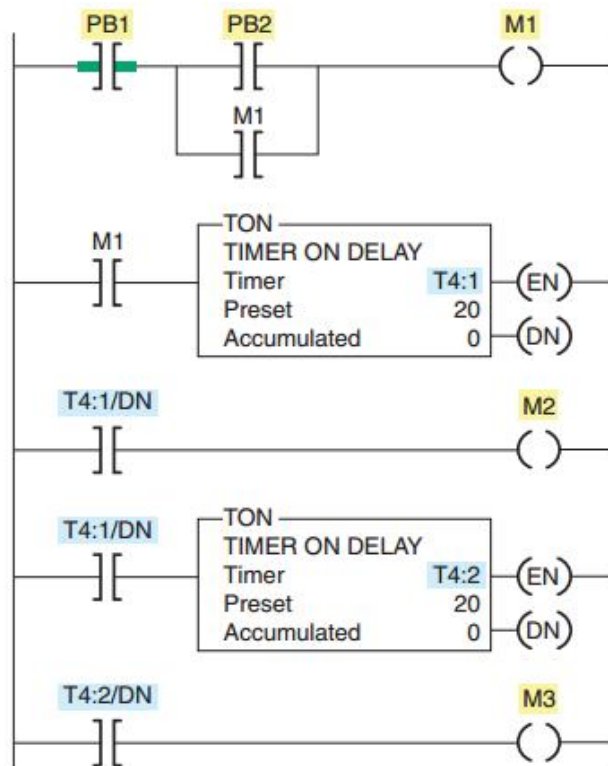 PB1 PB2 M1
M1
TON
TIMER ON DELAY
M1
Timer T4:1 EN
Preset 20
Accumulated 0 DN
T4:1/DN M2
TON
T4:1/DN
TIMER ON DELAY
Timer T4:2 EN
Preset 20
Accumulated 0 DN
T4:2/DN M3